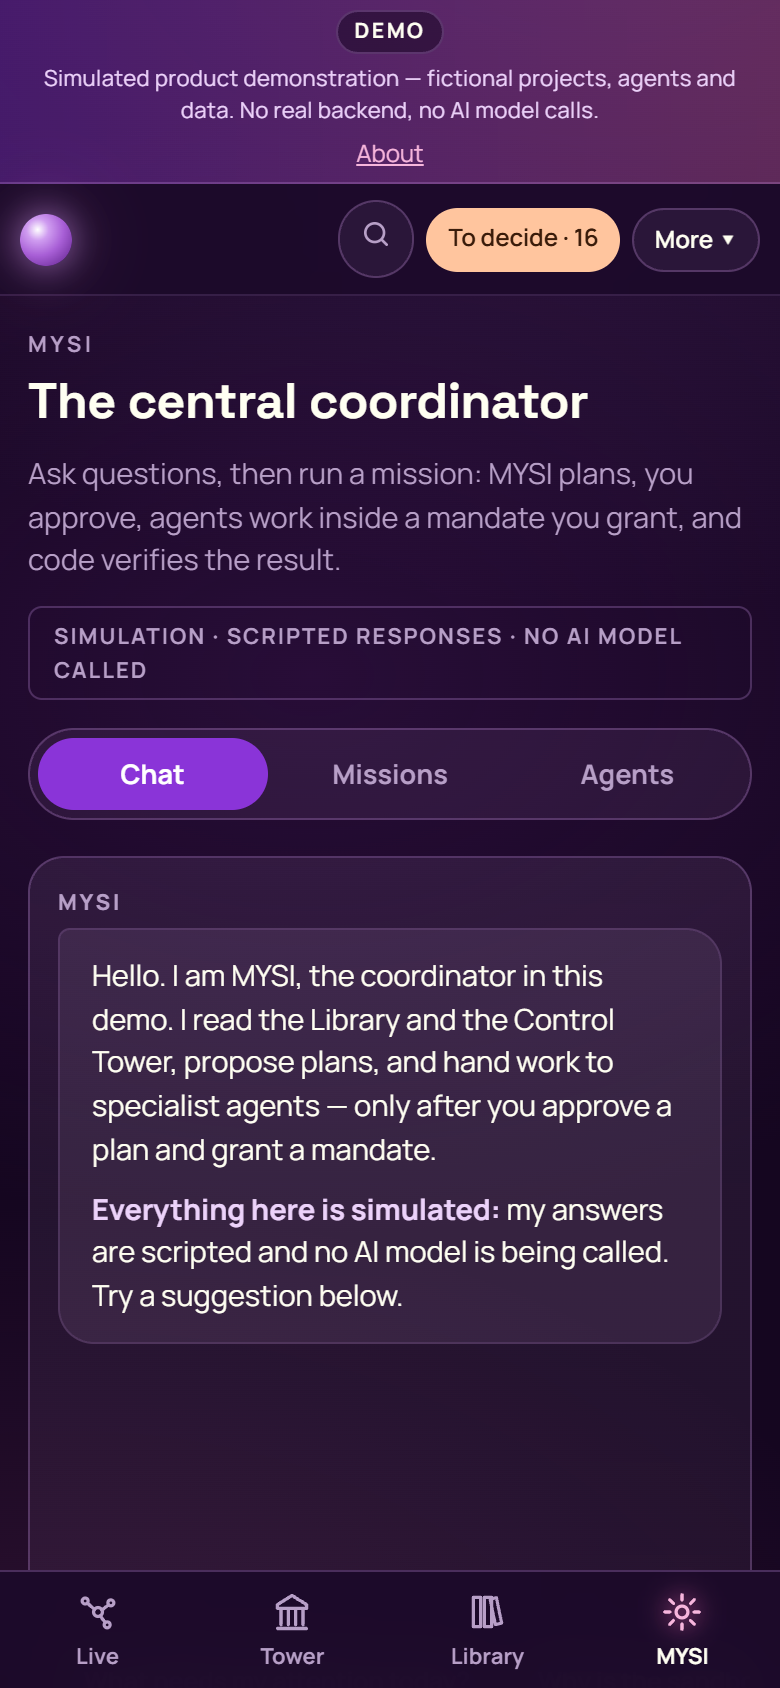 DEMO
Simulated product demonstration — fictional projects, agents and
data. No real backend, no AI model calls.
About
To decide · 16
More ▼
MYSI
The central coordinator
Ask questions, then run a mission: MYSI plans, you
approve, agents work inside a mandate you grant, and
code verifies the result.
SIMULATION · SCRIPTED RESPONSES · NO AI MODEL
CALLED
Chat
Missions
Agents
MYSI
Hello. I am MYSI, the coordinator in this
demo. I read the Library and the Control
Tower, propose plans, and hand work to
specialist agents — only after you approve a
plan and grant a mandate.
Everything here is simulated: my answers
are scripted and no AI model is being called.
Try a suggestion below.
Live
Tower
Library
MYSI